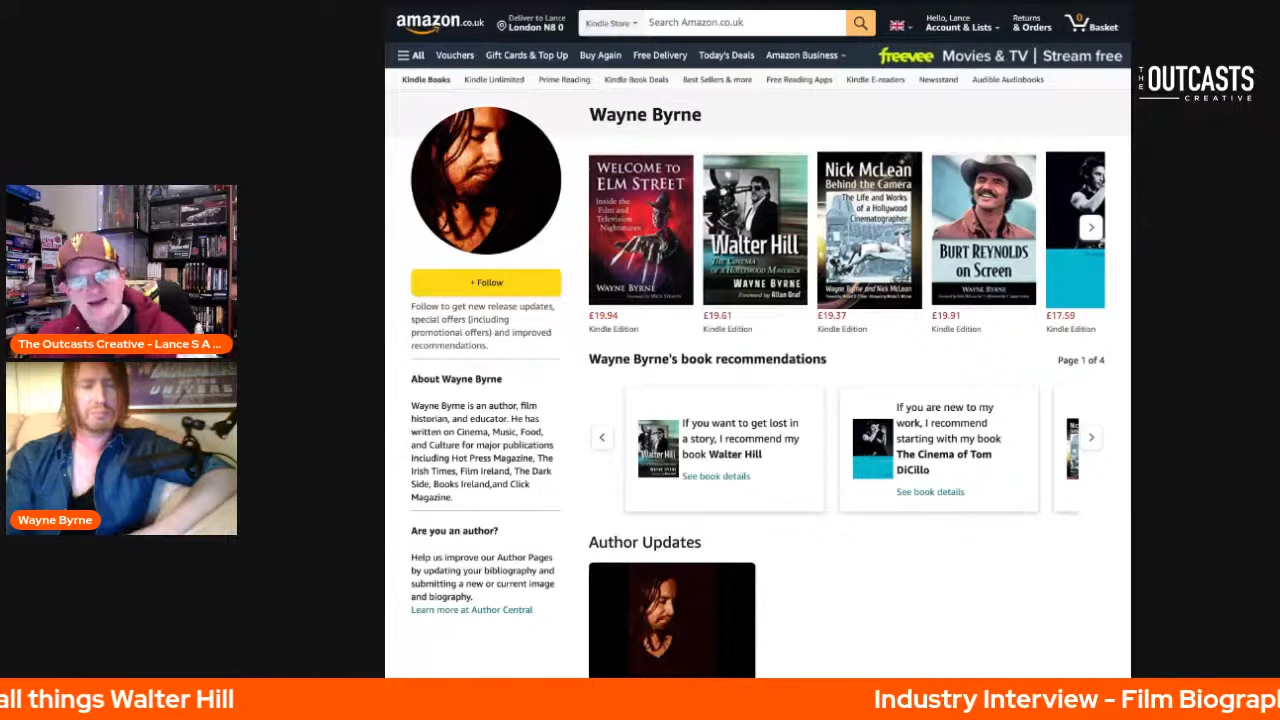 amazon.co.uk
Deliver to Lance
London N8 0
Kindle Store
Search Amazon.co.uk
Hello, Lance
Account & Lists
Returns
& Orders
0
Basket
All
Vouchers
Gift Cards & Top Up
Buy Again
Free Delivery
Today's Deals
Amazon Business
freevee Movies & TV | Stream free
Kindle Books
Kindle Unlimited
Prime Reading
Kindle Book Deals
Best Sellers & more
Free Reading Apps
Kindle E-readers
Newsstand
Audible Audiobooks
THE OUTCASTS
CREATIVE
Wayne Byrne
WELCOME TO
ELM STREET
Inside the
Film and
Television
Nightmares
WAYNE BYRNE
Walter Hill
THE CINEMA
OF A HOLLYWOOD MAVERICK
WAYNE BYRNE
Foreword by Allan Graf
Nick McLean
Behind the Camera
The Life and Works
of a Hollywood
Cinematographer
Wayne Byrne and Nick McLean
BURT REYNOLDS
on Screen
WAYNE BYRNE
£19.94
Kindle Edition
£19.61
Kindle Edition
£19.37
Kindle Edition
£19.91
Kindle Edition
£17.59
Kindle Edition
+ Follow
Follow to get new release updates,
special offers (including
promotional offers) and improved
recommendations.
About Wayne Byrne
Wayne Byrne is an author, film
historian, and educator. He has
written on Cinema, Music, Food,
and Culture for major publications
including Hot Press Magazine, The
Irish Times, Film Ireland, The Dark
Side, Books Ireland,and Click
Magazine.
Are you an author?
Help us improve our Author Pages
by updating your bibliography and
submitting a new or current image
and biography.
Learn more at Author Central
Wayne Byrne's book recommendations
Page 1 of 4
If you want to get lost in
a story, I recommend my
book Walter Hill
See book details
If you are new to my
work, I recommend
starting with my book
The Cinema of Tom
DiCillo
See book details
Author Updates
The Outcasts Creative - Lance S A ...
Wayne Byrne
all things Walter Hill
Industry Interview - Film Biograph